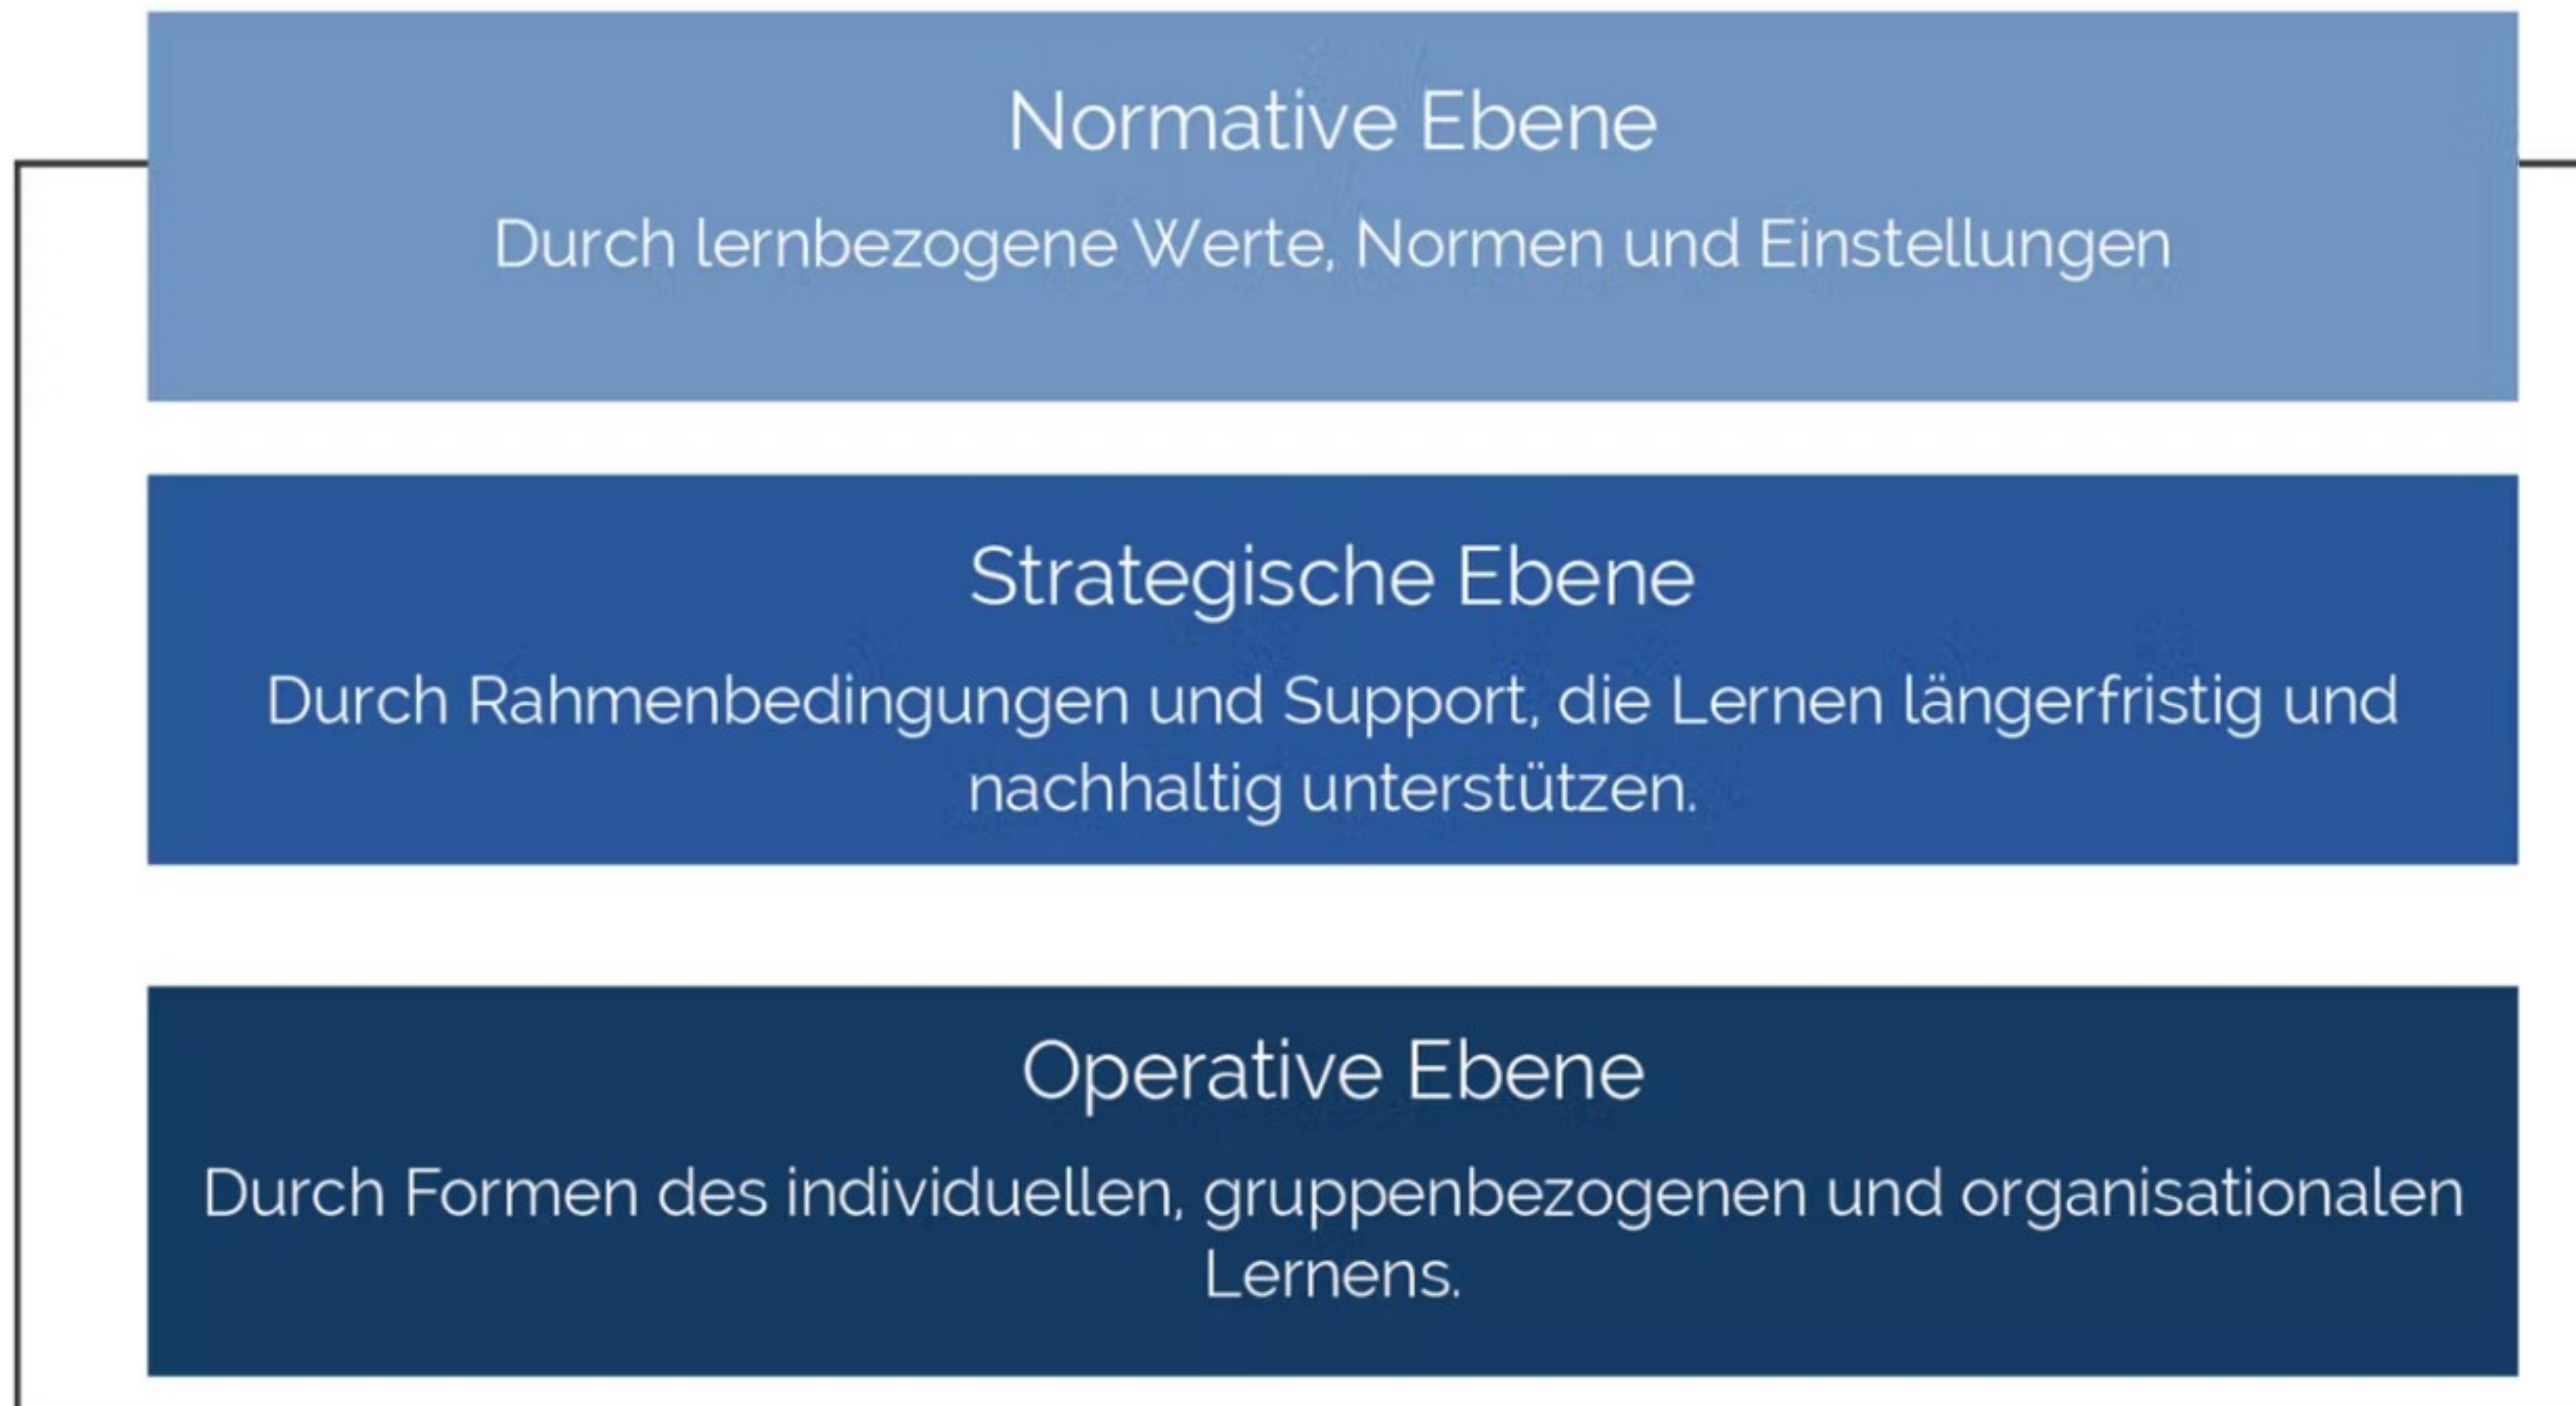 Normative Ebene
Durch lernbezogene Werte, Normen und Einstellungen
Strategische Ebene
Durch Rahmenbedingungen und Support, die Lernen längerfristig und
nachhaltig unterstützen.
Operative Ebene
Durch Formen des individuellen, gruppenbezogenen und organisationalen
Lernens.